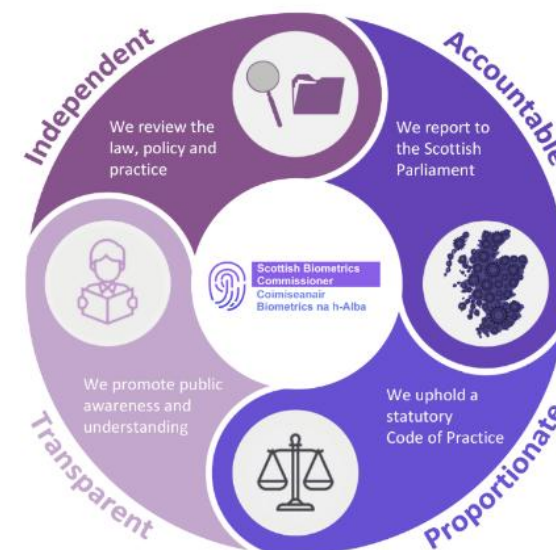 Independent
We review the
law, policy and
practice
Accountable
We report to
the Scottish
Parliament
Scottish Biometrics
Commissioner
Coimiseanair
Biometrics na h-Alba
We promote public
awareness and
understanding
Transparent
We uphold a
statutory
Code of Practice
Proportionate